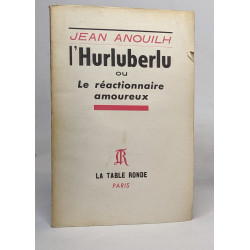 JEAN ANOUILH
l'Hurluberlu
ou
Le réactionnaire
amoureux
LA TABLE RONDE
PARIS